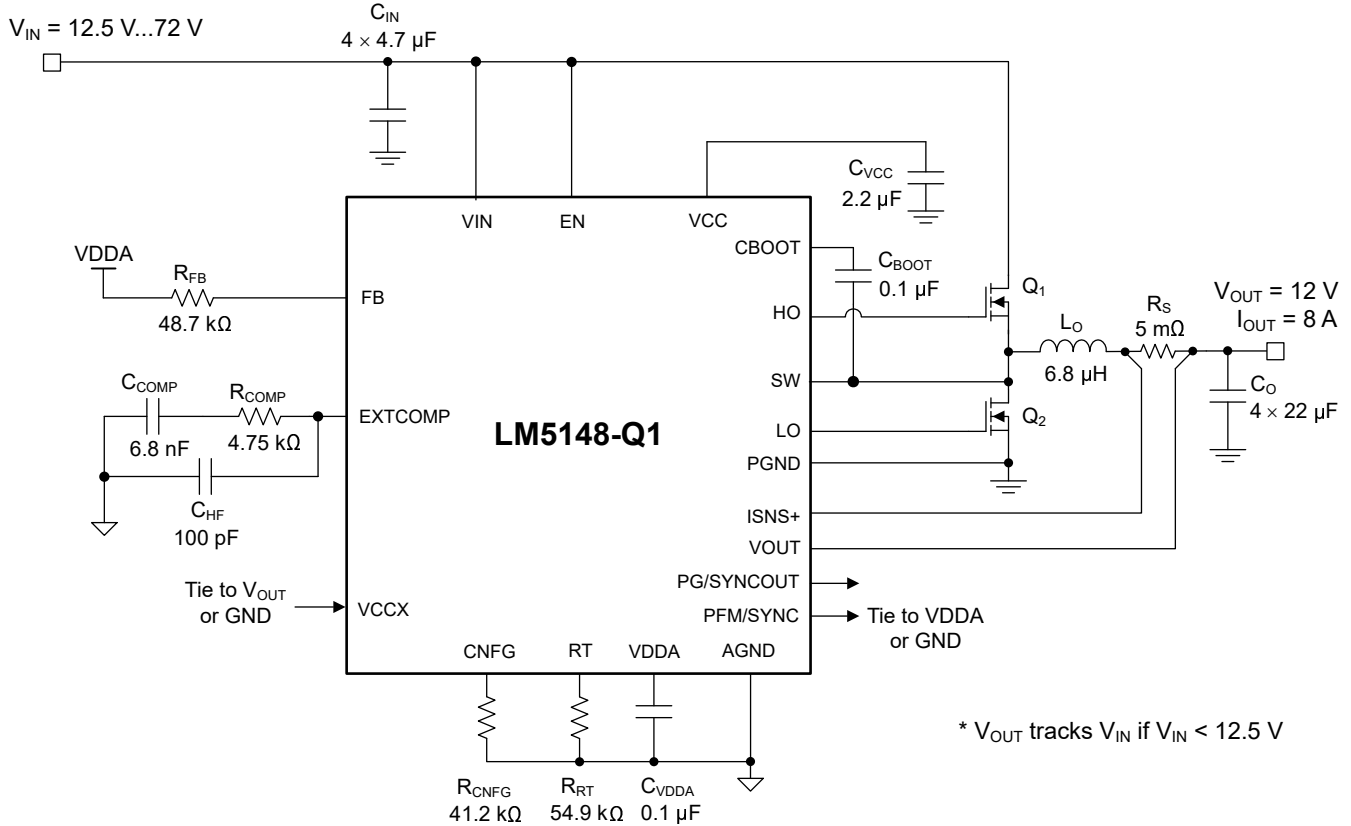 V_IN = 12.5 V...72 V
C_IN
4 × 4.7 µF
C_VCC
2.2 µF
VIN
EN
VCC
VDDA
R_FB
48.7 kΩ
FB
CBOOT
C_BOOT
0.1 µF
HO
Q_1
L_O
6.8 µH
R_S
5 mΩ
V_OUT = 12 V
I_OUT = 8 A
C_COMP
6.8 nF
R_COMP
4.75 kΩ
EXTCOMP
C_HF
100 pF
LM5148-Q1
SW
LO
Q_2
C_O
4 × 22 µF
PGND
ISNS+
VOUT
Tie to V_OUT
or GND
VCCX
PG/SYNCOUT
PFM/SYNC
Tie to VDDA
or GND
CNFG
RT
VDDA
AGND
R_CNFG
41.2 kΩ
R_RT
54.9 kΩ
C_VDDA
0.1 µF
* V_OUT tracks V_IN if V_IN < 12.5 V